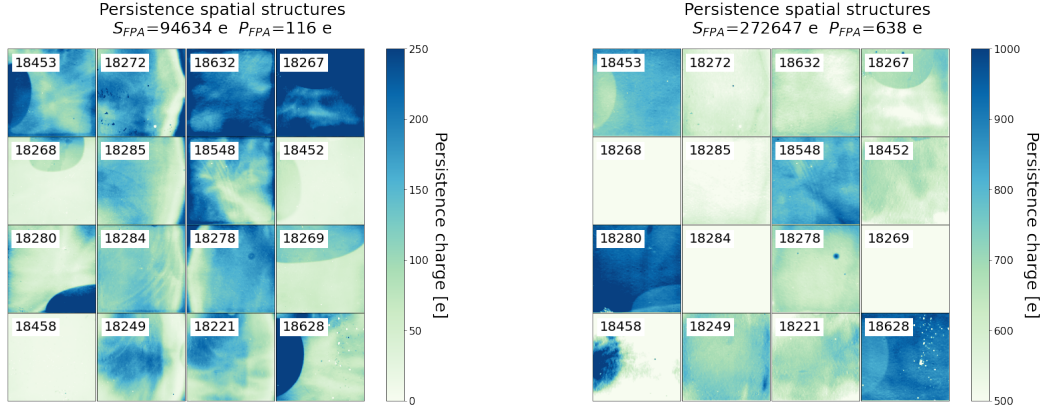 Persistence spatial structures
S_FPA=94634 e P_FPA=116 e
18453 18272 18632 18267
18268 18285 18548 18452
18280 18284 18278 18269
18458 18249 18221 18628
250
200
150
100
50
0
Persistence charge [e]
Persistence spatial structures
S_FPA=272647 e P_FPA=638 e
18453 18272 18632 18267
18268 18285 18548 18452
18280 18284 18278 18269
18458 18249 18221 18628
1000
900
800
700
600
500
Persistence charge [e]